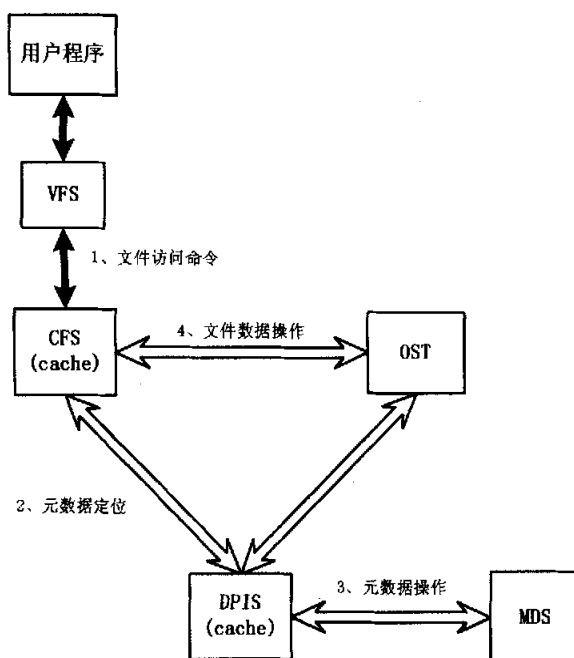 用户程序
VFS
1、文件访问命令
CFS
(cache)
4、文件数据操作
OST
2、元数据定位
DPIS
(cache)
3、元数据操作
MDS